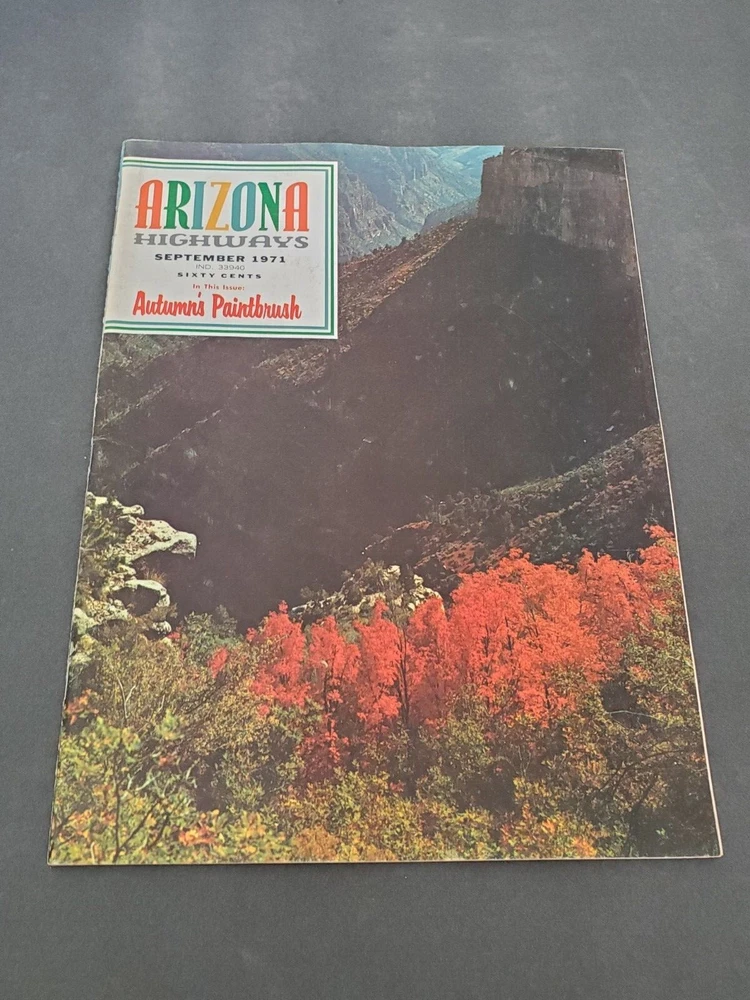 ARIZONA
HIGHWAYS
SEPTEMBER 1971
IND. 33940
SIXTY CENTS
In This Issue:
Autumn's Paintbrush